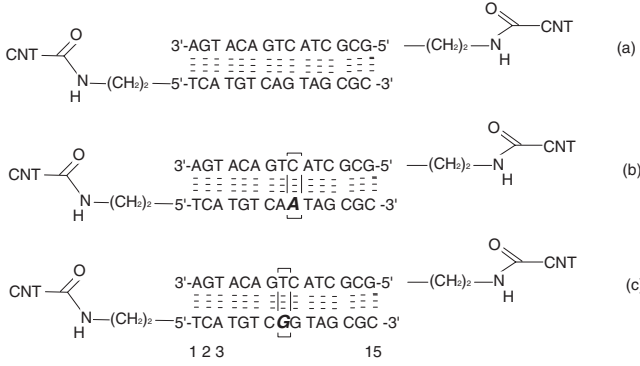 O
CNT
3'-AGT ACA GTC ATC GCG-5'
—(CH₂)₂—N
H
(a)
CNT
O
N—(CH₂)₂—5'-TCA TGT CAG TAG CGC -3'
H
O
CNT
3'-AGT ACA GTC ATC GCG-5'
—(CH₂)₂—N
H
(b)
CNT
O
N—(CH₂)₂—5'-TCA TGT CAA TAG CGC -3'
H
O
CNT
3'-AGT ACA GTC ATC GCG-5'
—(CH₂)₂—N
H
(c)
CNT
O
N—(CH₂)₂—5'-TCA TGT CGG TAG CGC -3'
H
1 2 3 15